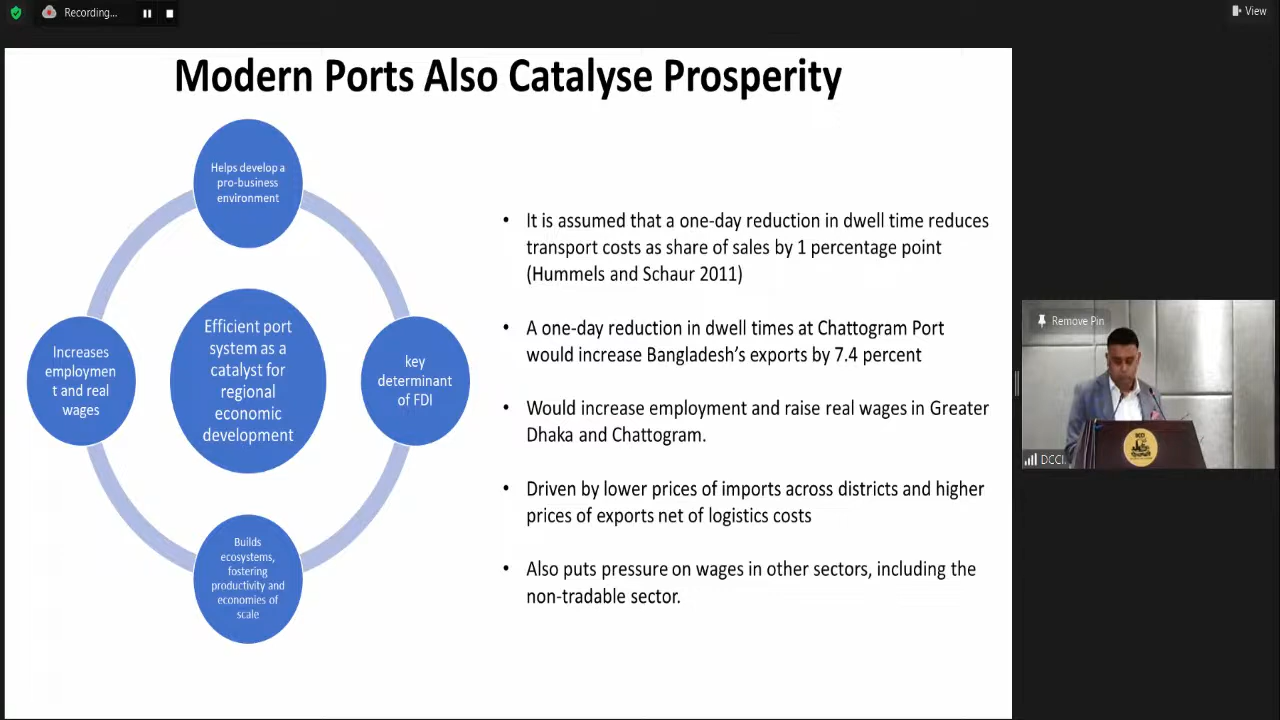 Recording...
View
Modern Ports Also Catalyse Prosperity
Helps develop a
pro-business
environment
Efficient port
system as a
catalyst for
regional
economic
development
Increases
employmen
t and real
wages
key
determinant
of FDI
Builds
ecosystems,
fostering
productivity and
economies of
scale
• It is assumed that a one-day reduction in dwell time reduces
transport costs as share of sales by 1 percentage point
(Hummels and Schaur 2011)
• A one-day reduction in dwell times at Chattogram Port
would increase Bangladesh’s exports by 7.4 percent
• Would increase employment and raise real wages in Greater
Dhaka and Chattogram.
• Driven by lower prices of imports across districts and higher
prices of exports net of logistics costs
• Also puts pressure on wages in other sectors, including the
non-tradable sector.
Remove Pin
DCCI
DCCI